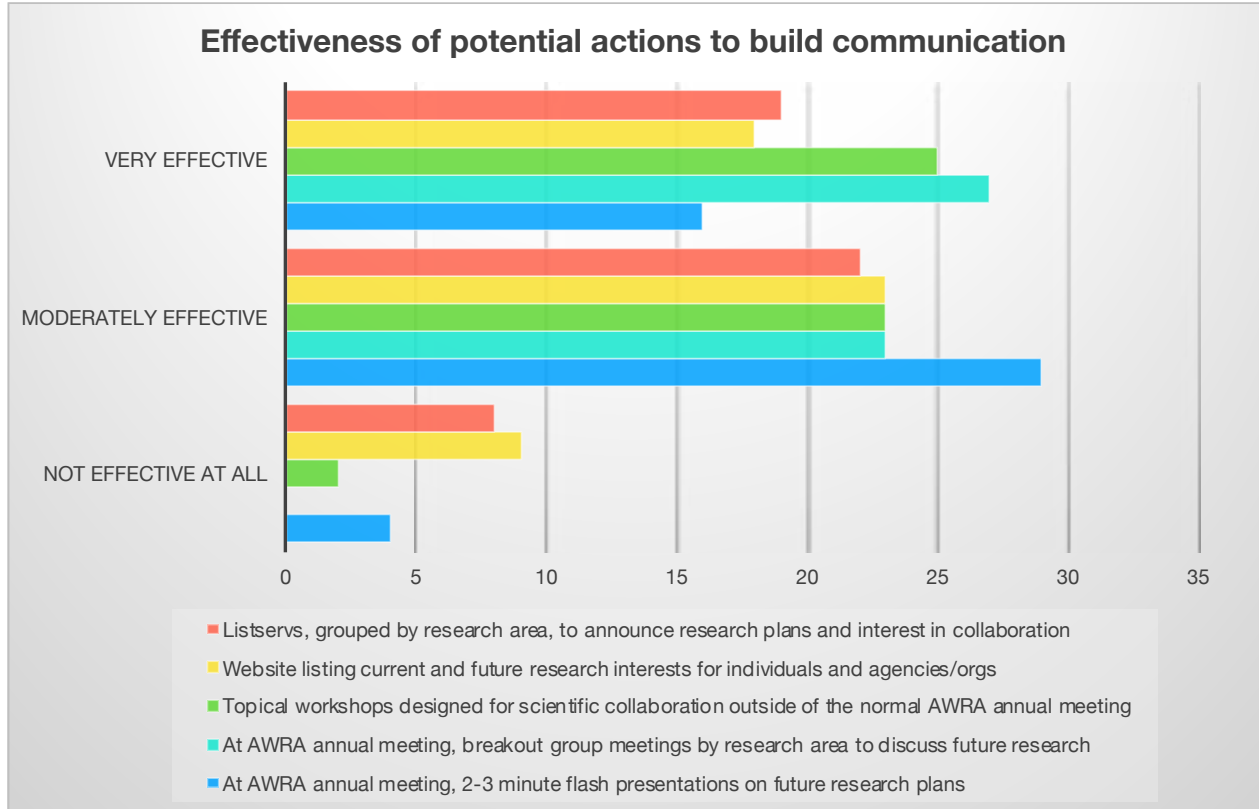 Effectiveness of potential actions to build communication
VERY EFFECTIVE
MODERATELY EFFECTIVE
NOT EFFECTIVE AT ALL
0 5 10 15 20 25 30 35
Listservs, grouped by research area, to announce research plans and interest in collaboration
Website listing current and future research interests for individuals and agencies/orgs
Topical workshops designed for scientific collaboration outside of the normal AWRA annual meeting
At AWRA annual meeting, breakout group meetings by research area to discuss future research
At AWRA annual meeting, 2-3 minute flash presentations on future research plans